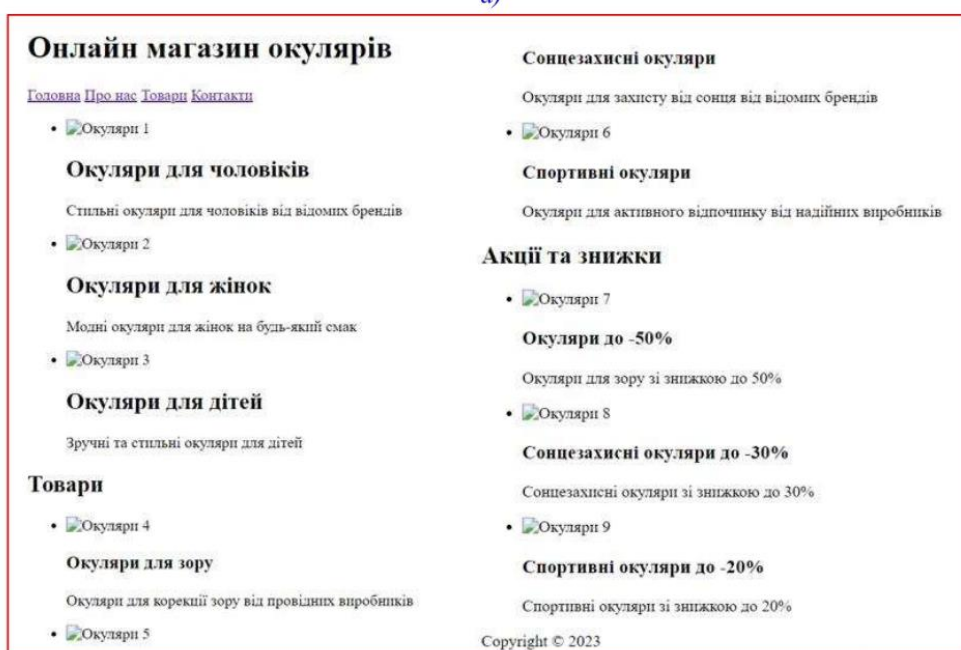 а)
Онлайн магазин окулярів
Головна Про нас Товари Контакти
Окуляри 1
Окуляри для чоловіків
Стильні окуляри для чоловіків від відомих брендів
Окуляри 2
Окуляри для жінок
Модні окуляри для жінок на будь-який смак
Окуляри 3
Окуляри для дітей
Зручні та стильні окуляри для дітей
Товари
Окуляри 4
Окуляри для зору
Окуляри для корекції зору від провідних виробників
Окуляри 5
Сонцезахисні окуляри
Окуляри для захисту від сонця від відомих брендів
Окуляри 6
Спортивні окуляри
Окуляри для активного відпочинку від надійних виробників
Акції та знижки
Окуляри 7
Окуляри до -50%
Окуляри для зору зі знижкою до 50%
Окуляри 8
Сонцезахисні окуляри до -30%
Сонцезахисні окуляри зі знижкою до 30%
Окуляри 9
Спортивні окуляри до -20%
Спортивні окуляри зі знижкою до 20%
Copyright © 2023